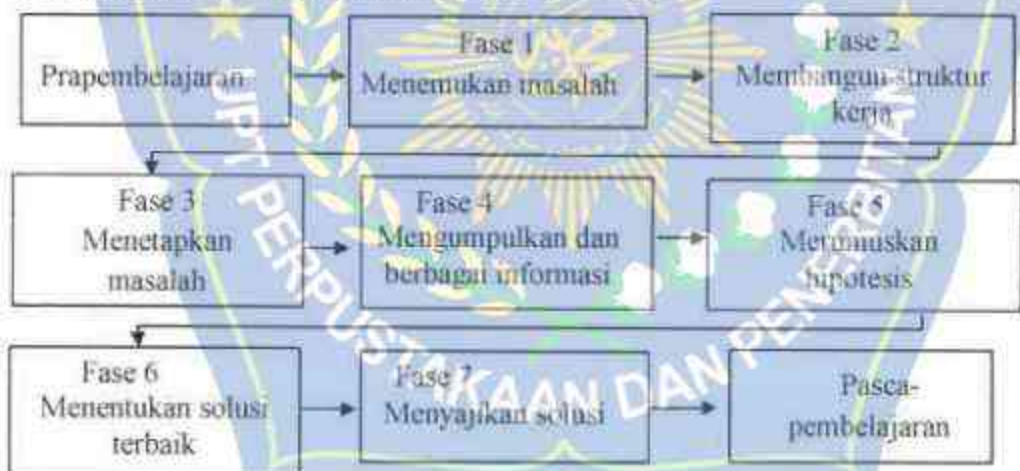 Prapembelajaran
Fase 1
Menemukan masalah
Fase 2
Membangun struktur
kerja
Fase 3
Menetapkan
masalah
Fase 4
Mengumpulkan dan
berbagai informasi
Fase 5
Merumuskan
hipotesis
Fase 6
Menentukan solusi
terbaik
Fase 7
Menyajikan solusi
Pasca-
pembelajaran
UPT PERPUSTAKAAN DAN PENERBITAN